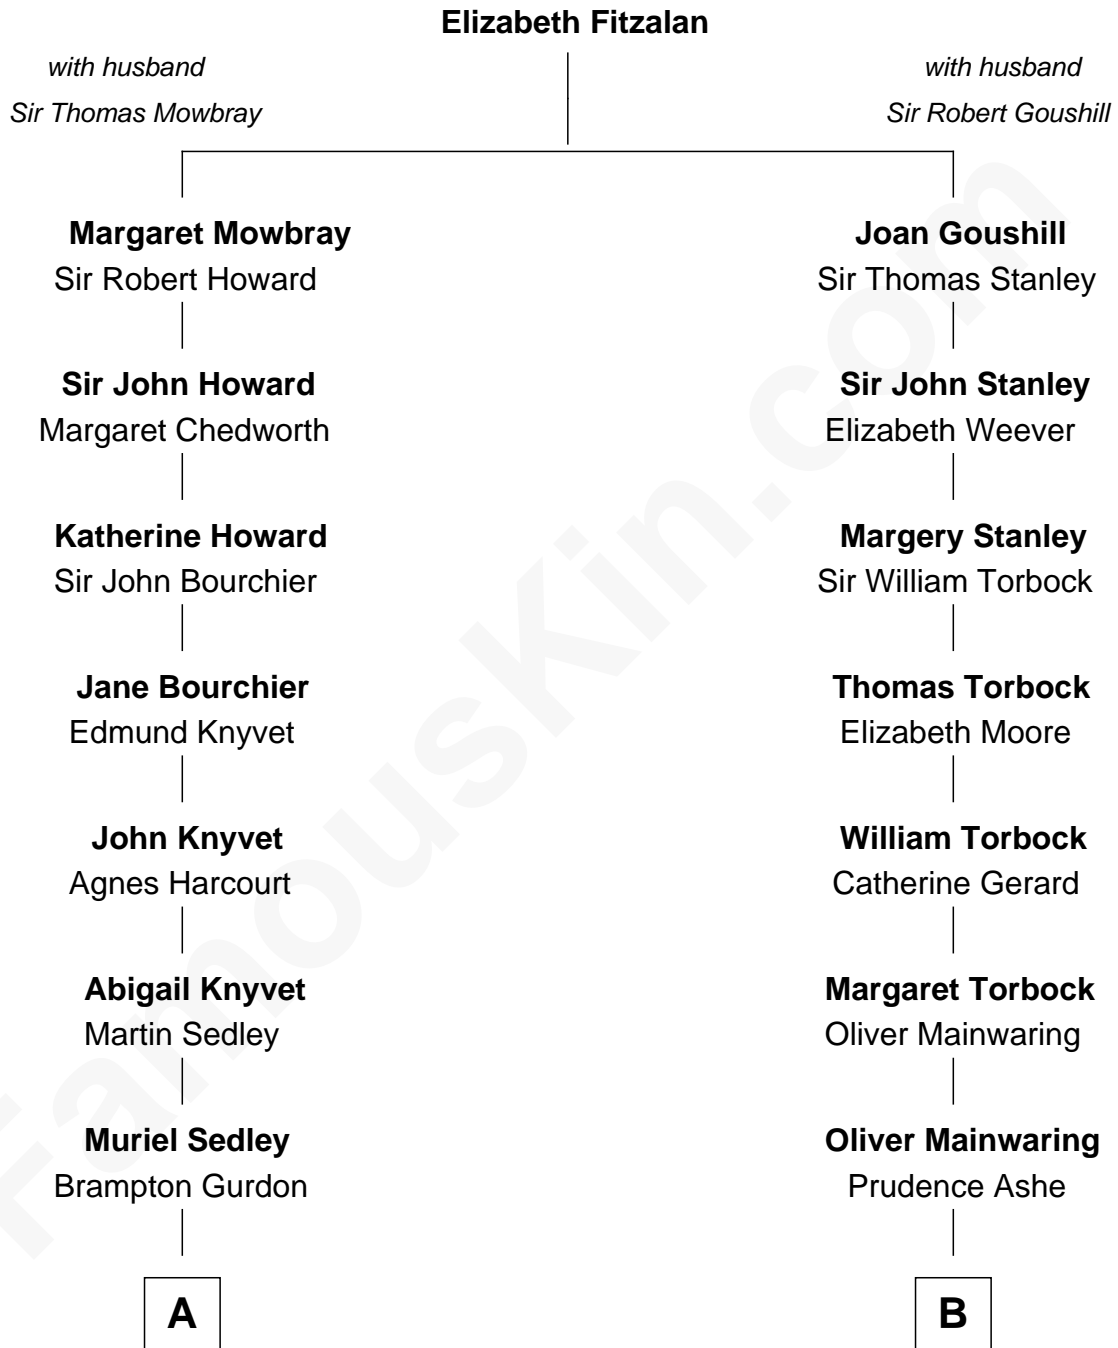 Elizabeth Fitzalan
with husband
Sir Thomas Mowbray
with husband
Sir Robert Goushill
Margaret Mowbray
Sir Robert Howard
Joan Goushill
Sir Thomas Stanley
Sir John Howard
Margaret Chedworth
Sir John Stanley
Elizabeth Weever
Katherine Howard
Sir John Bourchier
Margery Stanley
Sir William Torbock
Jane Bourchier
Edmund Knyvet
Thomas Torbock
Elizabeth Moore
John Knyvet
Agnes Harcourt
William Torbock
Catherine Gerard
Abigail Knyvet
Martin Sedley
Margaret Torbock
Oliver Mainwaring
Muriel Sedley
Brampton Gurdon
Oliver Mainwaring
Prudence Ashe
A
B
FamousKin.com